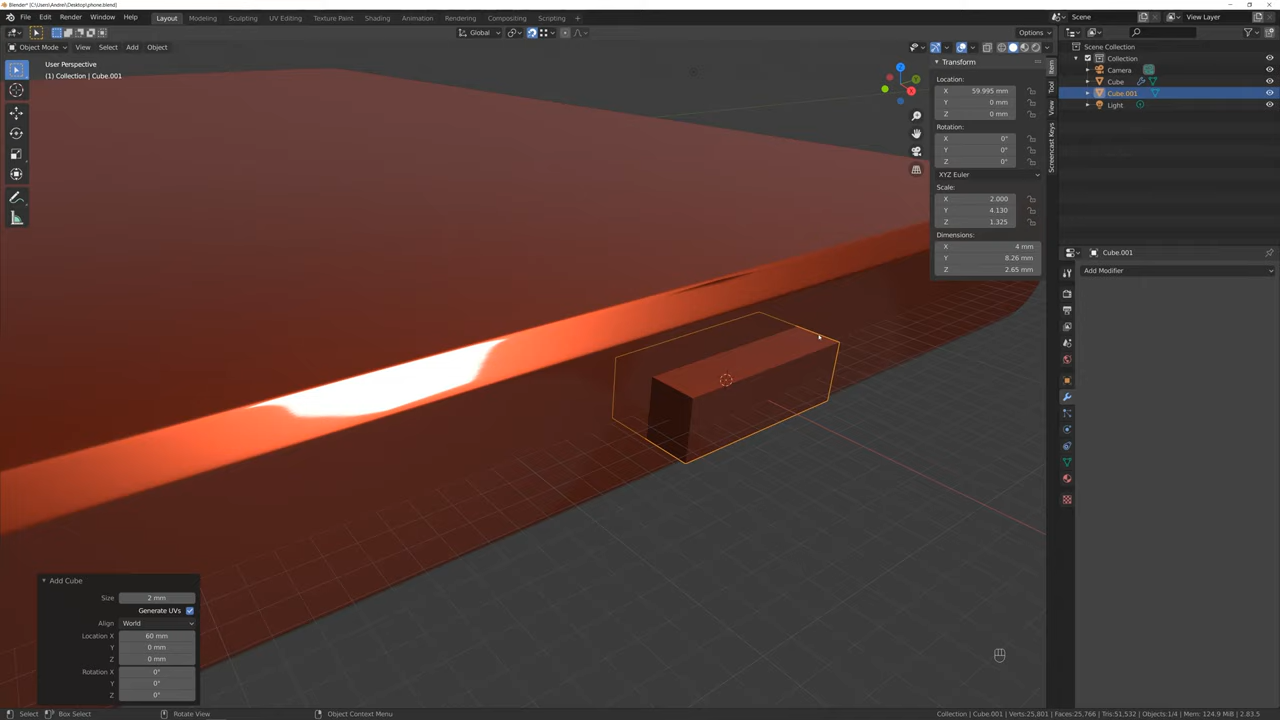 Blender* [C:\Users\Andrei\Desktop\phone.blend]
File Edit Render Window Help Layout Modeling Sculpting UV Editing Texture Paint Shading Animation Rendering Compositing Scripting Scene View Layer
Global Options
Object Mode View Select Add Object
User Perspective
(1) Collection | Cube.001
Transform
Location:
X 59.995 mm
Y 0 mm
Z 0 mm
Rotation:
X 0°
Y 0°
Z 0°
XYZ Euler
Scale:
X 2.000
Y 4.130
Z 1.325
Dimensions:
X 4 mm
Y 8.26 mm
Z 2.65 mm
Item
Tool
View
Screencast Keys
Scene Collection
Collection
Camera
Cube
Cube.001
Light
Cube.001
Add Modifier
Add Cube
Size 2 mm
Generate UVs
Align World
Location X 60 mm
Y 0 mm
Z 0 mm
Rotation X 0°
Y 0°
Z 0°
Select Box Select Rotate View Object Context Menu Collection | Cube.001 | Verts:25,801 | Faces:25,766 | Tris:51,532 | Objects:1/4 | Mem: 124.9 MiB | 2.83.5